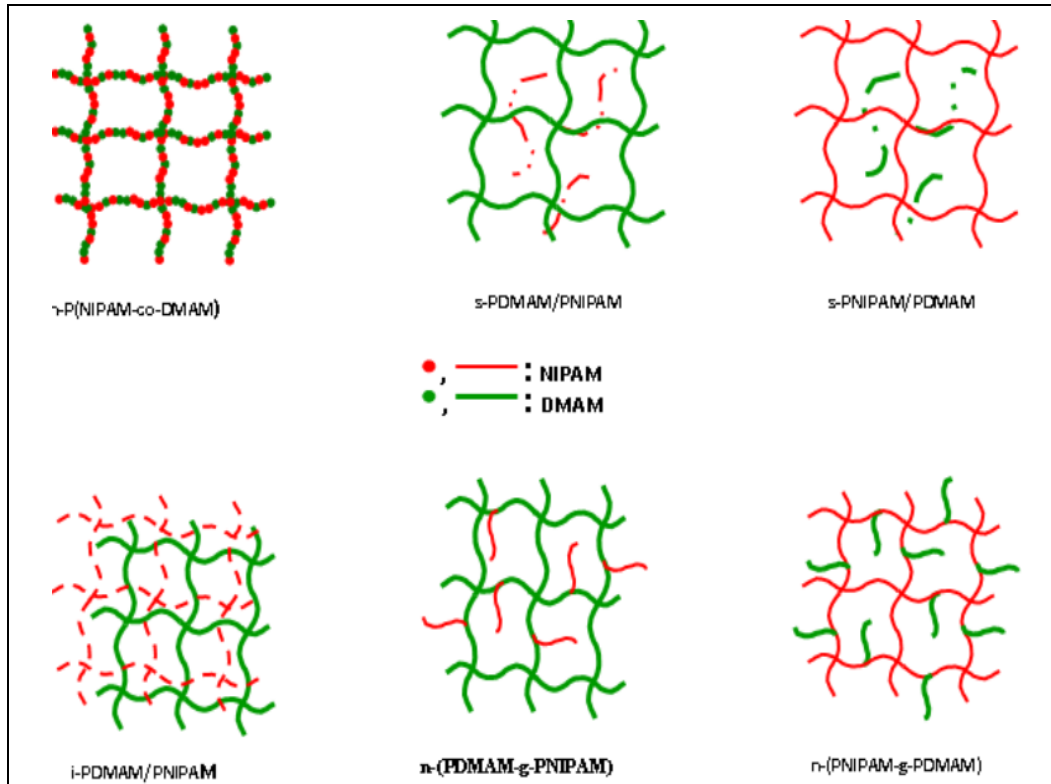 n-P(NIPAM-co-DMAM)
s-PDMAM/PNIPAM
s-PNIPAM/PDMAM
, : NIPAM
, : DMAM
i-PDMAM/PNIPAM
n-(PDMAM-g-PNIPAM)
n-(PNIPAM-g-PDMAM)